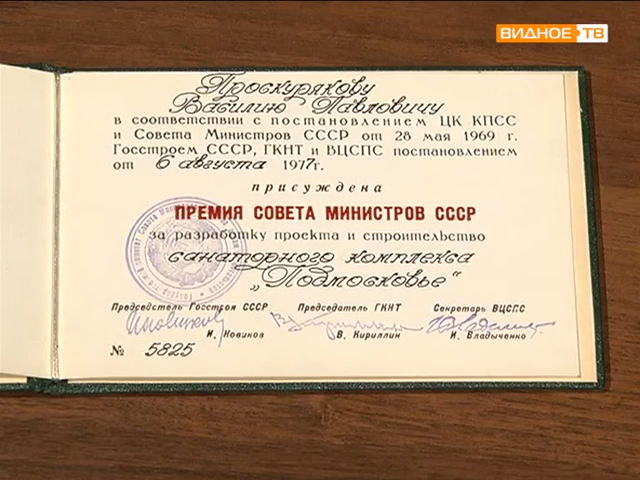 ВИДНОЕ ТВ
Проскурякову
Василию Павловичу
в соответствии с постановлением ЦК КПСС
и Совета Министров СССР от 28 мая 1969 г.
Госстроем СССР, ГКНТ и ВЦСПС постановлением
от 6 августа 1977г.
присуждена
ПРЕМИЯ СОВЕТА МИНИСТРОВ СССР
за разработку проекта и строительство
санаторного комплекса
„Подмосковье“
Председатель Госстроя СССР Председатель ГКНТ Секретарь ВЦСПС
И. Новиков В. Кириллин И. Владыченко
№ 5825